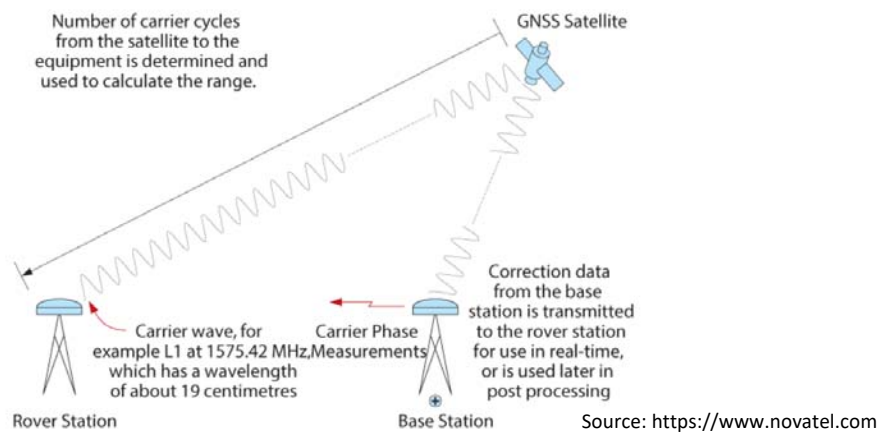 Number of carrier cycles
from the satellite to the
equipment is determined and
used to calculate the range.
GNSS Satellite
Carrier wave, for
example L1 at 1575.42 MHz,
which has a wavelength
of about 19 centimetres
Carrier Phase
Measurements
Correction data
from the base
station is transmitted
to the rover station
for use in real-time,
or is used later in
post processing
Rover Station
Base Station
Source: https://www.novatel.com